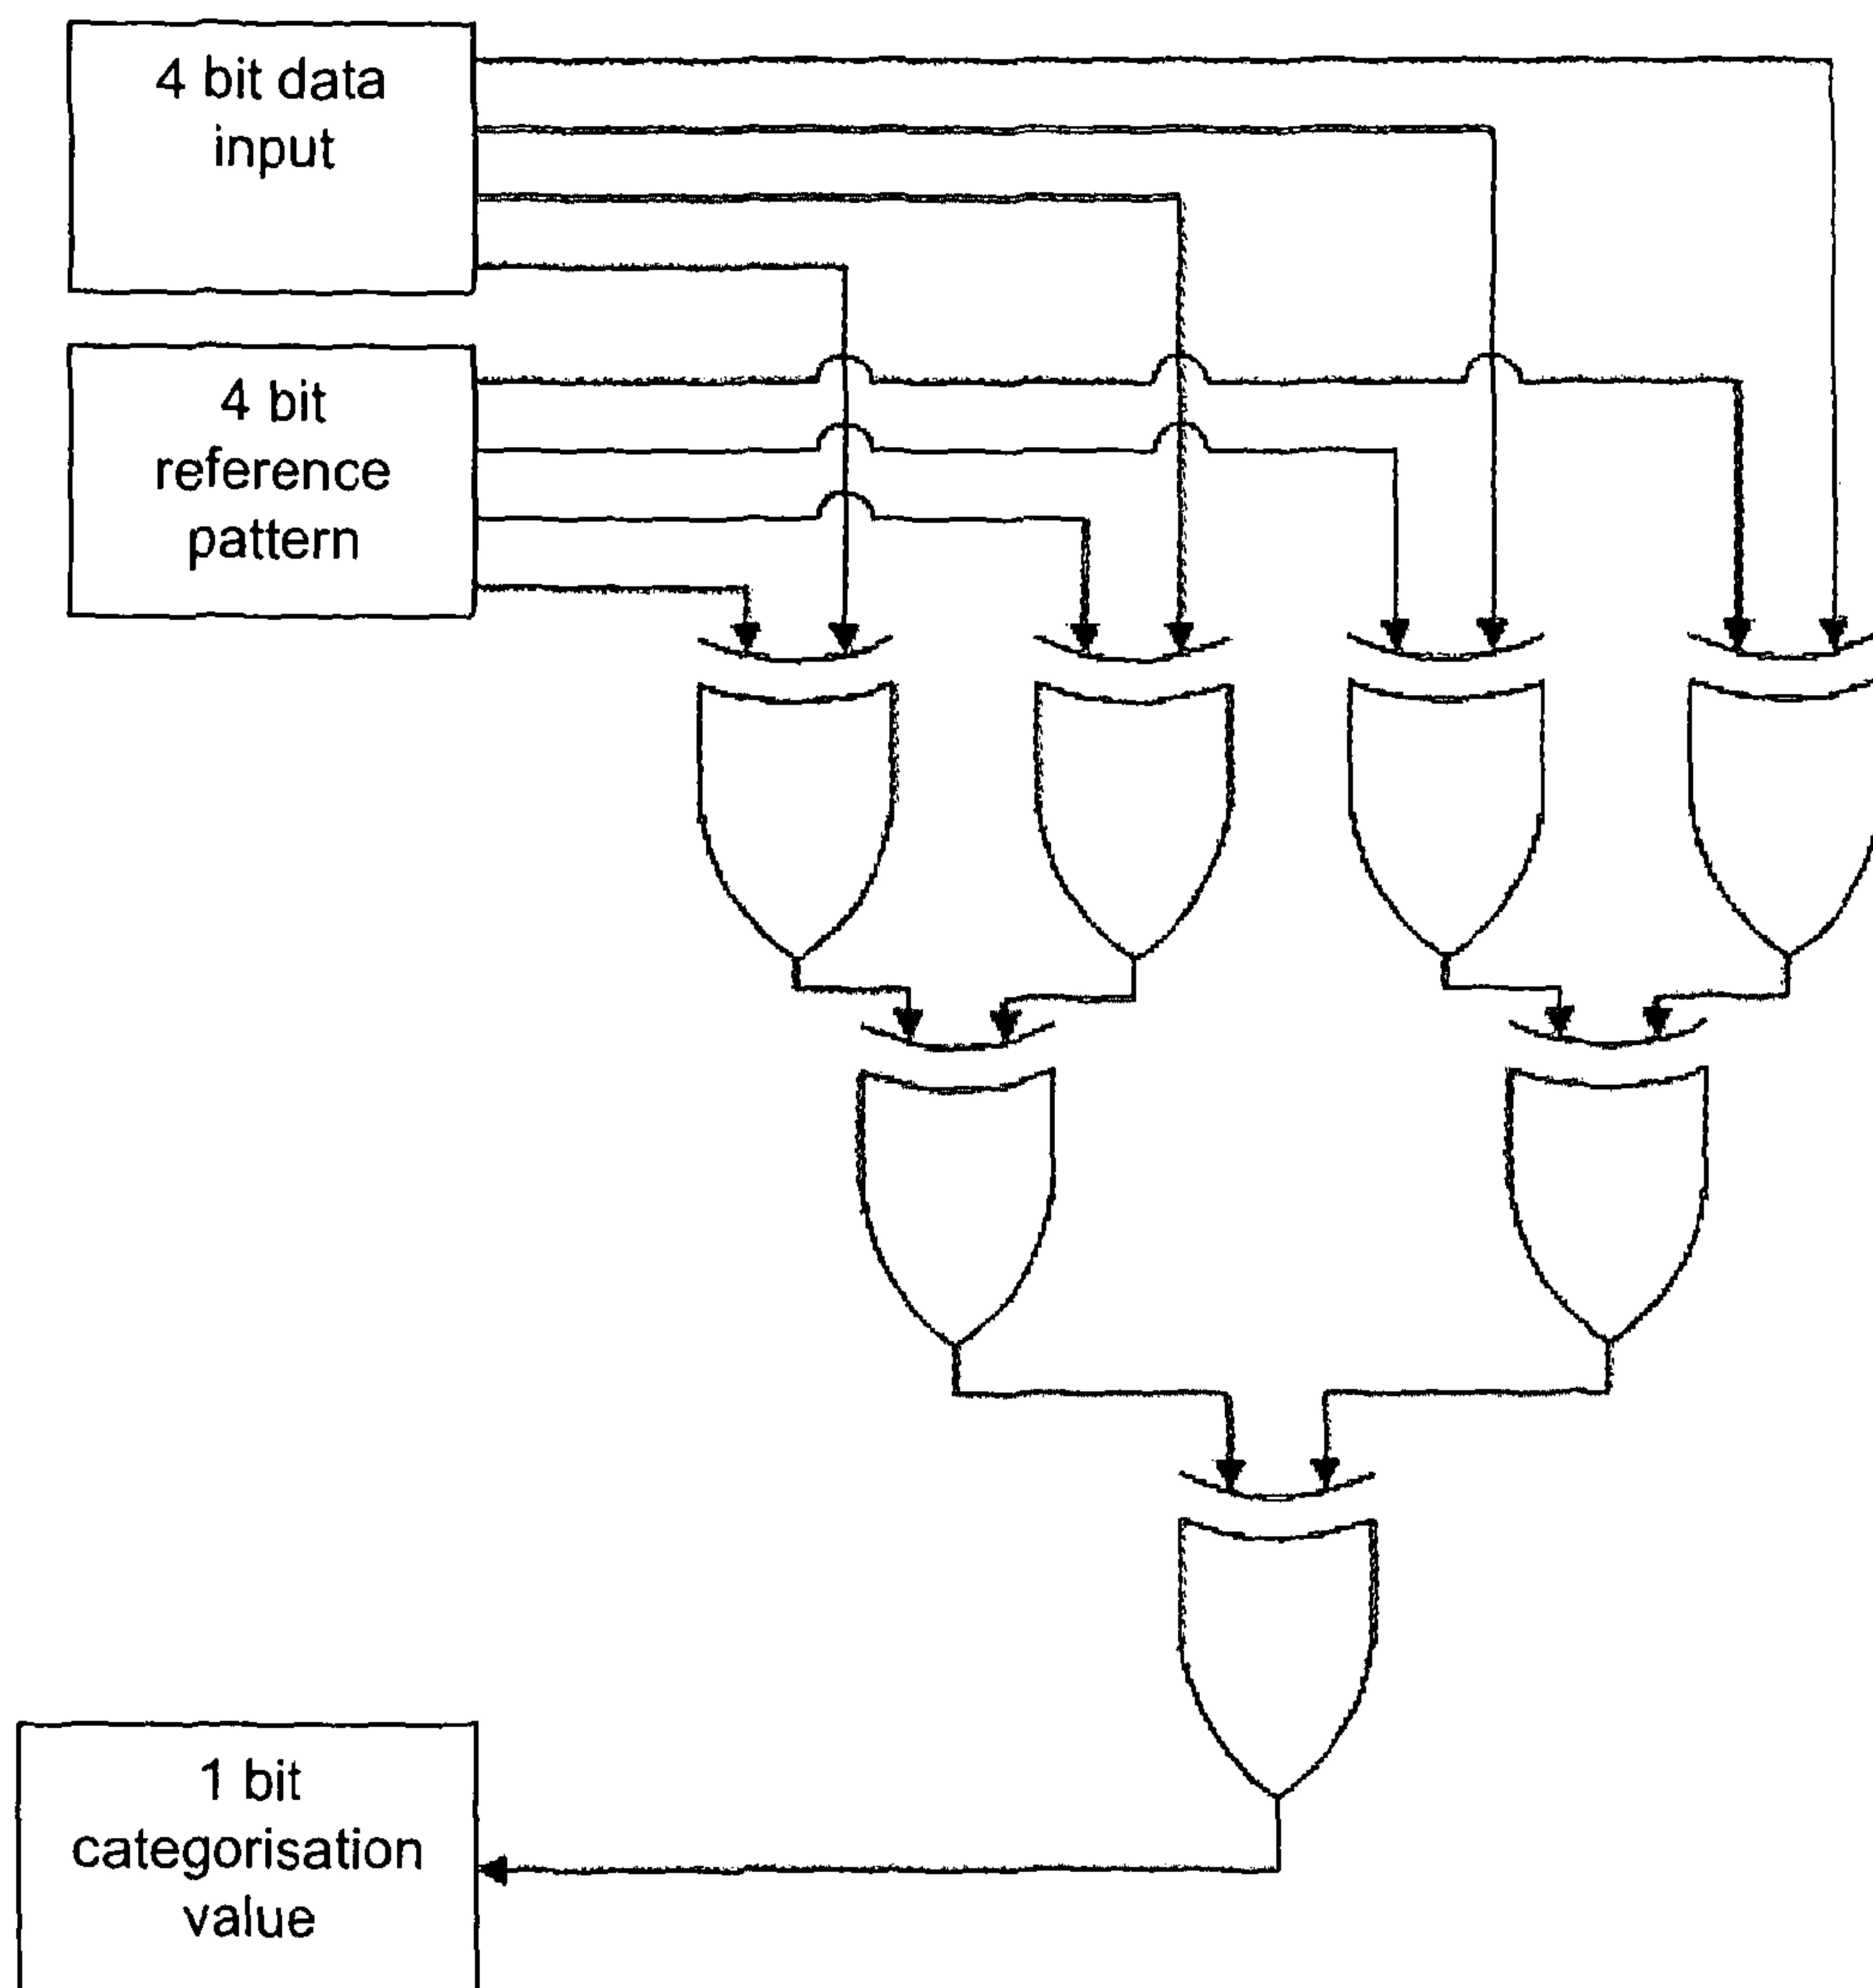 4 bit data
input
4 bit
reference
pattern
1 bit
categorisation
value